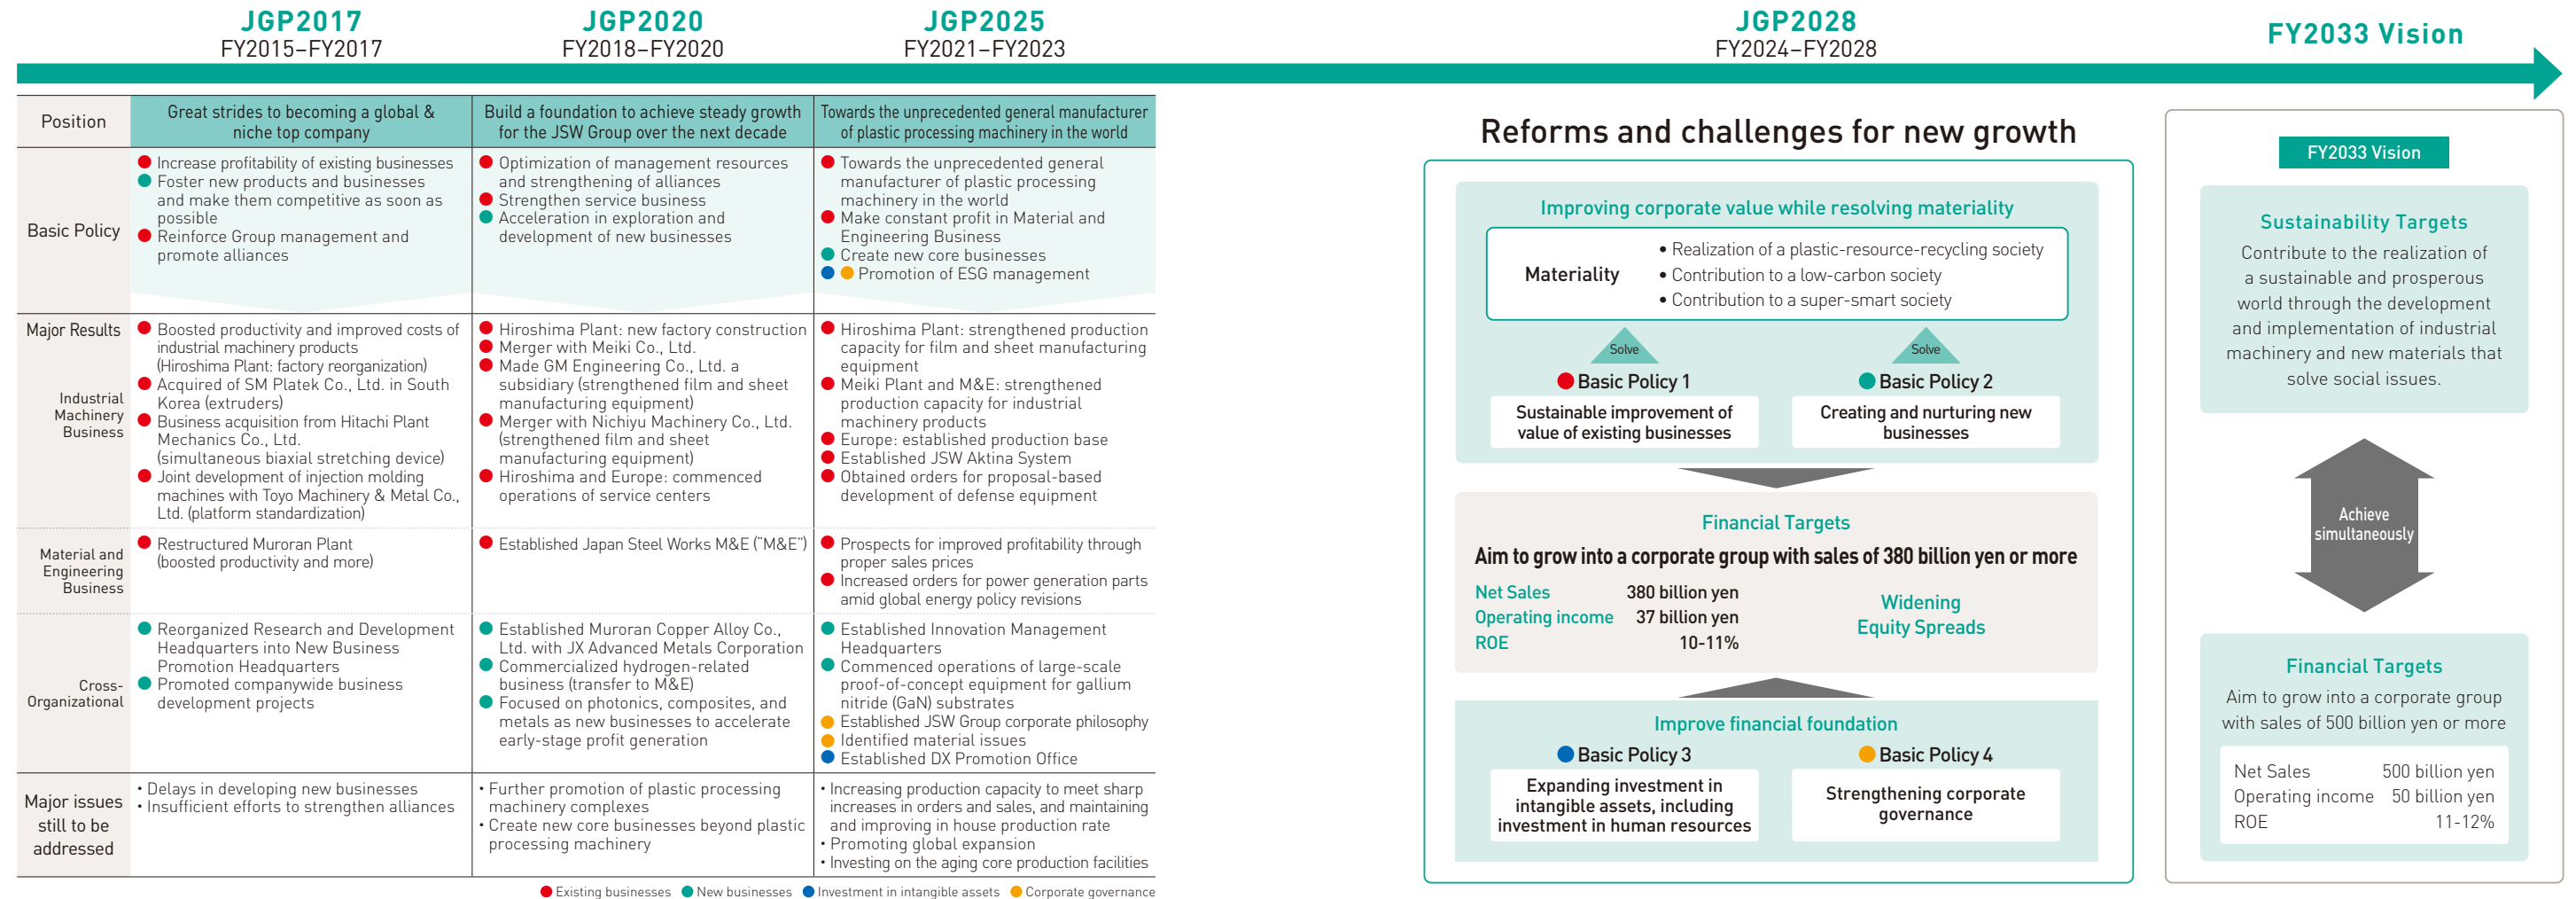 JGP2017
FY2015–FY2017
JGP2020
FY2018–FY2020
JGP2025
FY2021–FY2023
JGP2028
FY2024–FY2028
FY2033 Vision
Position
Great strides to becoming a global &
niche top company
Build a foundation to achieve steady growth
for the JSW Group over the next decade
Towards the unprecedented general manufacturer
of plastic processing machinery in the world
Basic Policy
Increase profitability of existing businesses
Foster new products and businesses
and make them competitive as soon as
possible
Reinforce Group management and
promote alliances
Optimization of management resources
and strengthening of alliances
Strengthen service business
Acceleration in exploration and
development of new businesses
Towards the unprecedented general
manufacturer of plastic processing
machinery in the world
Make constant profit in Material and
Engineering Business
Create new core businesses
Promotion of ESG management
Major Results
Industrial
Machinery
Business
Boosted productivity and improved costs of
industrial machinery products
(Hiroshima Plant: factory reorganization)
Acquired of SM Platek Co., Ltd. in South
Korea (extruders)
Business acquisition from Hitachi Plant
Mechanics Co., Ltd.
(simultaneous biaxial stretching device)
Joint development of injection molding
machines with Toyo Machinery & Metal Co.,
Ltd. (platform standardization)
Hiroshima Plant: new factory construction
Merger with Meiki Co., Ltd.
Made GM Engineering Co., Ltd. a
subsidiary (strengthened film and sheet
manufacturing equipment)
Merger with Nichiyu Machinery Co., Ltd.
(strengthened film and sheet
manufacturing equipment)
Hiroshima and Europe: commenced
operations of service centers
Hiroshima Plant: strengthened production
capacity for film and sheet manufacturing
equipment
Meiki Plant and M&E: strengthened
production capacity for industrial
machinery products
Europe: established production base
Established JSW Aktina System
Obtained orders for proposal-based
development of defense equipment
Material and
Engineering
Business
Restructured Muroran Plant
(boosted productivity and more)
Established Japan Steel Works M&E ("M&E")
Prospects for improved profitability through
proper sales prices
Increased orders for power generation parts
amid global energy policy revisions
Cross-
Organizational
Reorganized Research and Development
Headquarters into New Business
Promotion Headquarters
Promoted companywide business
development projects
Established Muroran Copper Alloy Co.,
Ltd. with JX Advanced Metals Corporation
Commercialized hydrogen-related
business (transfer to M&E)
Focused on photonics, composites, and
metals as new businesses to accelerate
early-stage profit generation
Established Innovation Management
Headquarters
Commenced operations of large-scale
proof-of-concept equipment for gallium
nitride (GaN) substrates
Established JSW Group corporate philosophy
Identified material issues
Established DX Promotion Office
Major issues
still to be
addressed
・Delays in developing new businesses
・Insufficient efforts to strengthen alliances
・Further promotion of plastic processing
machinery complexes
・Create new core businesses beyond plastic
processing machinery
・Increasing production capacity to meet sharp
increases in orders and sales, and maintaining
and improving in house production rate
・Promoting global expansion
・Investing on the aging core production facilities
Existing businesses New businesses Investment in intangible assets Corporate governance
Reforms and challenges for new growth
Improving corporate value while resolving materiality
Materiality
• Realization of a plastic-resource-recycling society
• Contribution to a low-carbon society
• Contribution to a super-smart society
Solve
Basic Policy 1
Sustainable improvement of
value of existing businesses
Solve
Basic Policy 2
Creating and nurturing new
businesses
Financial Targets
Aim to grow into a corporate group with sales of 380 billion yen or more
Net Sales 380 billion yen
Operating income 37 billion yen
ROE 10-11%
Widening
Equity Spreads
Improve financial foundation
Basic Policy 3
Expanding investment in
intangible assets, including
investment in human resources
Basic Policy 4
Strengthening corporate
governance
FY2033 Vision
Sustainability Targets
Contribute to the realization of
a sustainable and prosperous
world through the development
and implementation of industrial
machinery and new materials that
solve social issues.
Achieve
simultaneously
Financial Targets
Aim to grow into a corporate group
with sales of 500 billion yen or more
Net Sales 500 billion yen
Operating income 50 billion yen
ROE 11-12%